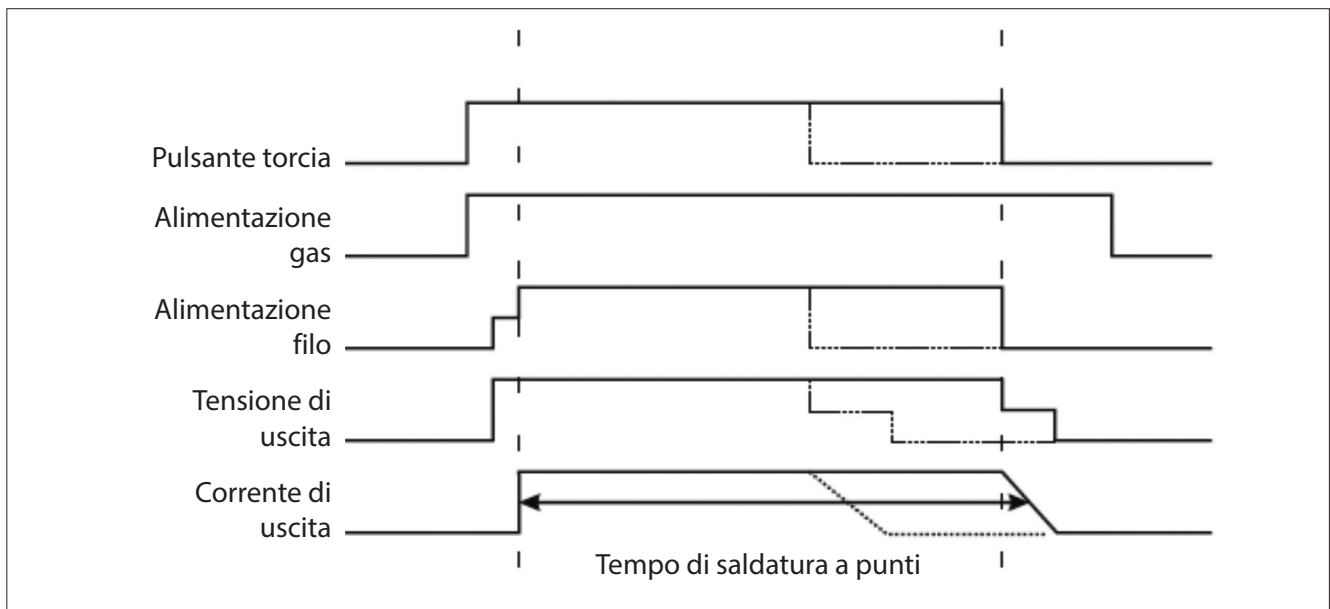 Pulsante torcia
Alimentazione
gas
Alimentazione
filo
Tensione di
uscita
Corrente di
uscita
Tempo di saldatura a punti